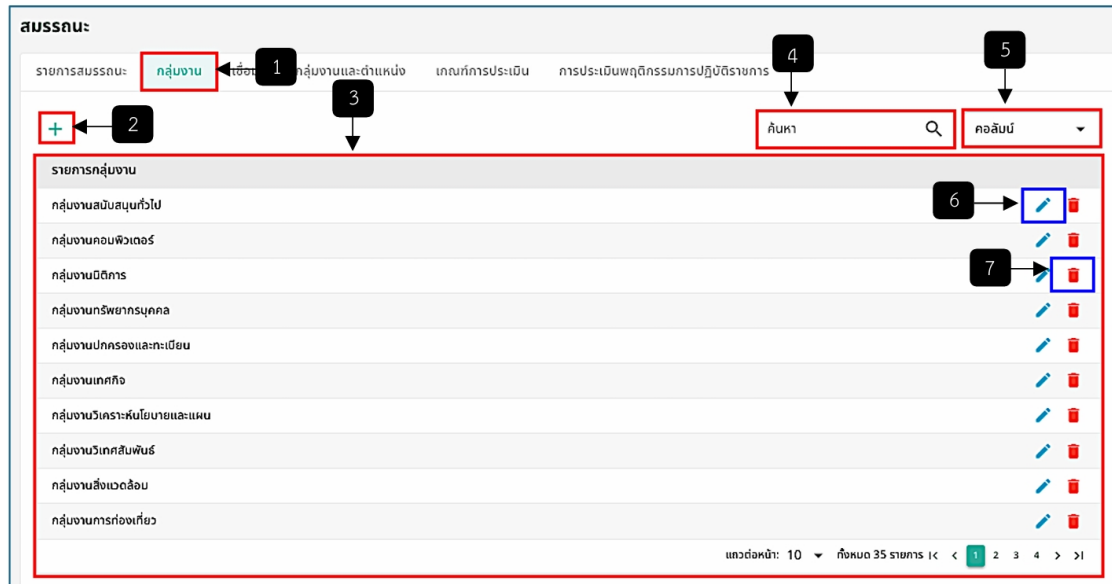 สมรรถนะ
รายการสมรรถนะ กลุ่มงาน 1 กลุ่มงานและตำแหน่ง เกณฑ์การประเมิน การประเมินพฤติกรรมการปฏิบัติราชการ
4
5
3
2
ค้นหา คอลัมน์
รายการกลุ่มงาน
กลุ่มงานสนับสนุนทั่วไป
6
กลุ่มงานคอมพิวเตอร์
กลุ่มงานนิติการ
7
กลุ่มงานทรัพยากรบุคคล
กลุ่มงานปกครองและทะเบียน
กลุ่มงานเทศกิจ
กลุ่มงานวิเคราะห์นโยบายและแผน
กลุ่มงานวิเทศสัมพันธ์
กลุ่มงานสิ่งแวดล้อม
กลุ่มงานการท่องเที่ยว
แถวต่อหน้า: 10 ทั้งหมด 35 รายการ 1 2 3 4